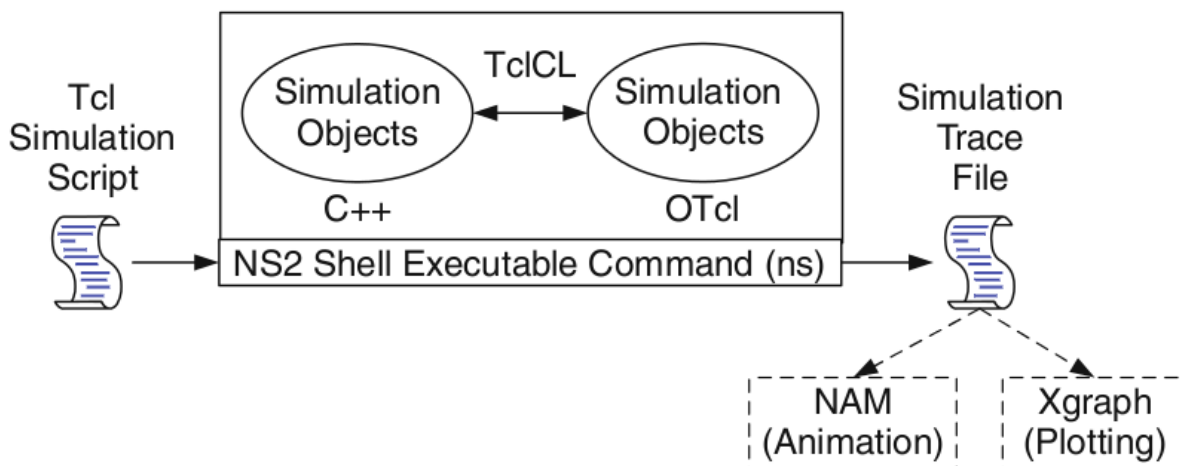 Tcl
Simulation
Script
Simulation
Objects
C++
TclCL
Simulation
Objects
OTcl
NS2 Shell Executable Command (ns)
Simulation
Trace
File
NAM
(Animation)
Xgraph
(Plotting)